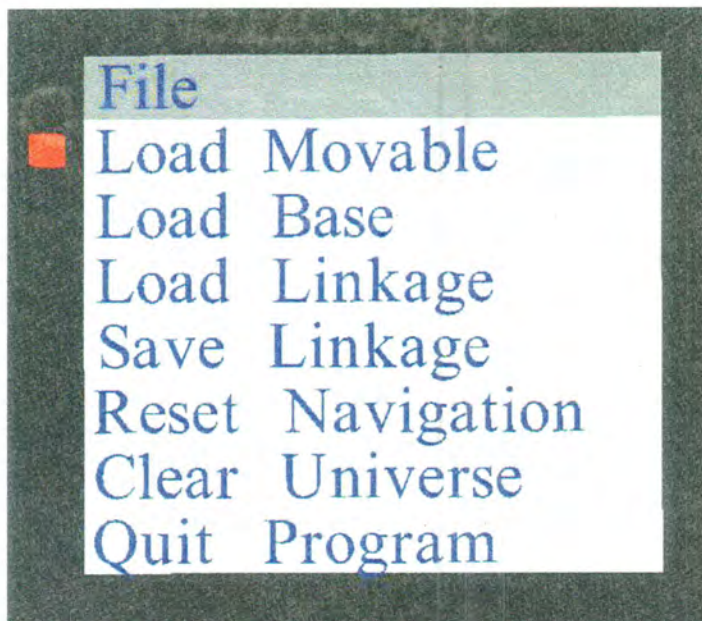 File
Load Movable
Load Base
Load Linkage
Save Linkage
Reset Navigation
Clear Universe
Quit Program